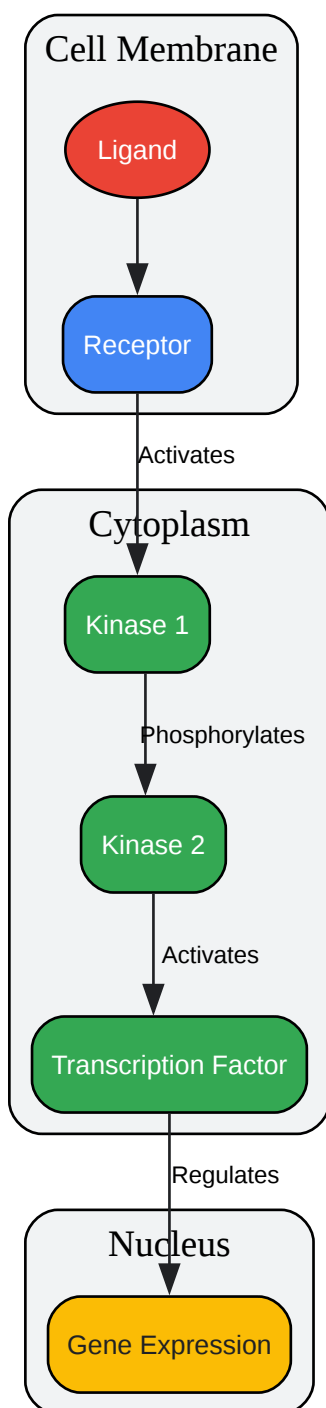 Cell Membrane
Ligand
Receptor
Activates
Cytoplasm
Kinase 1
Phosphorylates
Kinase 2
Activates
Transcription Factor
Regulates
Nucleus
Gene Expression